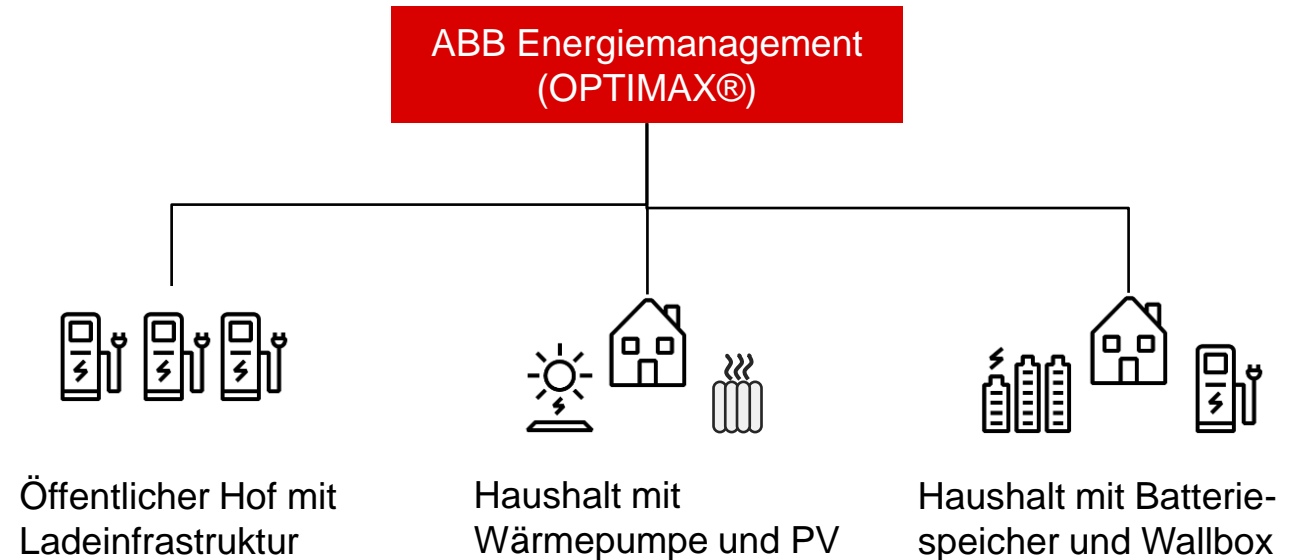 ABB Energiemanagement
(OPTIMAX®)
Öffentlicher Hof mit
Ladeinfrastruktur
Haushalt mit
Wärmepumpe und PV
Haushalt mit Batterie-
speicher und Wallbox